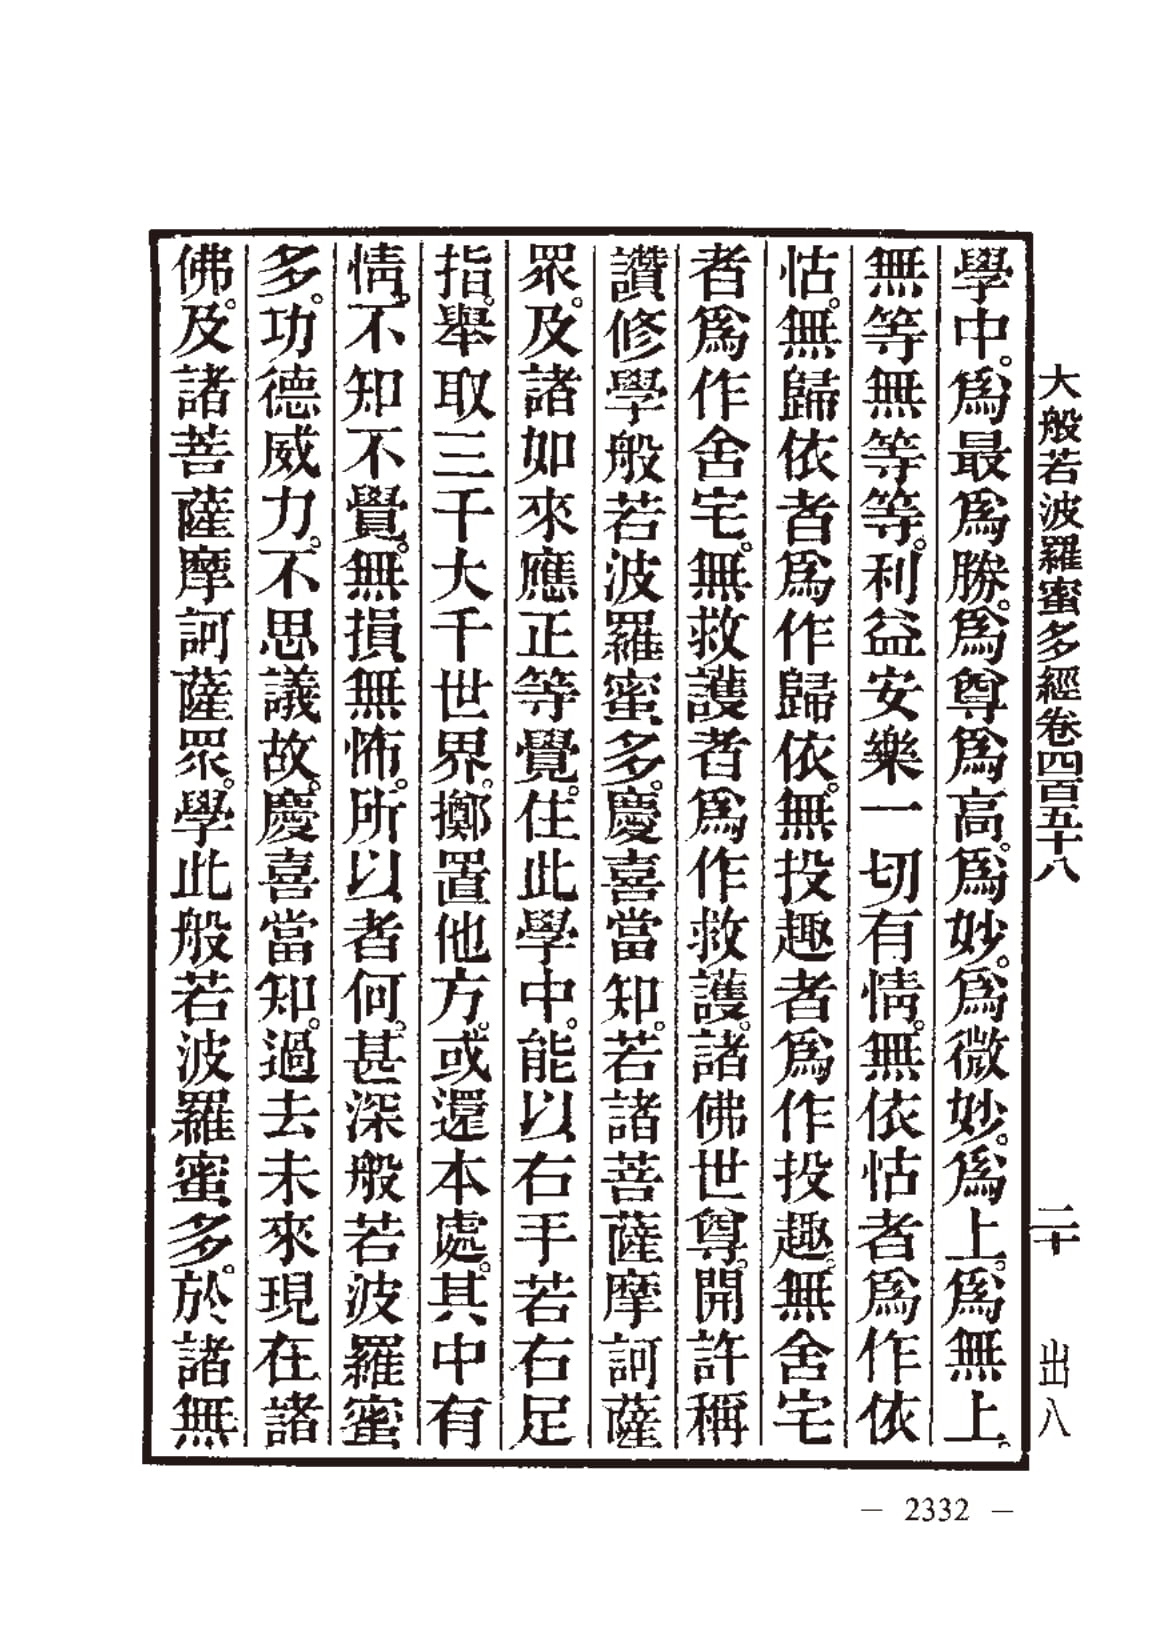 大般若波羅蜜多經卷四百五十八 二十 出八
學中。爲最爲勝。爲尊爲高。爲妙。爲微妙。爲上。爲無上。
無等無等等。利益安樂一切有情。無依怙者爲作依
怙。無歸依者爲作歸依。無投趣者爲作投趣。無舍宅
者爲作舍宅。無救護者爲作救護。諸佛世尊。開許稱
讚修學般若波羅蜜多。慶喜當知。若諸菩薩摩訶薩
眾。及諸如來應正等覺。住此學中。能以右手若右足
指。舉取三千大千世界。擲置他方。或還本處。其中有
情。不知不覺。無損無怖。所以者何。甚深般若波羅蜜
多。功德威力。不思議故。慶喜當知。過去未來現在諸
佛。及諸菩薩摩訶薩眾。學此般若波羅蜜多。於諸無
— 2332 —